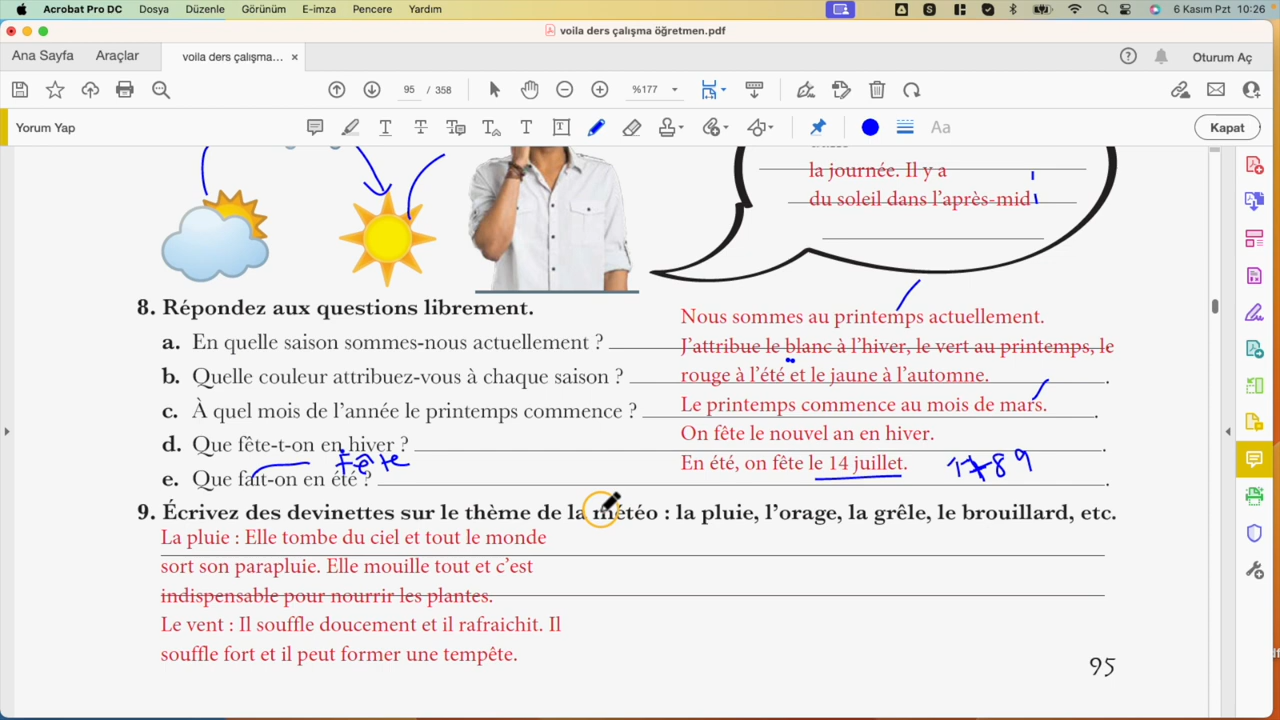 Acrobat Pro DC Dosya Düzenle Görünüm E-imza Pencere Yardım 6 Kasım Pzt 10:26
voila ders çalışma öğretmen.pdf
Ana Sayfa Araçlar voila ders çalışma... × Oturum Aç
95 / 358 %177
Yorum Yap Aa Kapat
la journée. Il y a
du soleil dans l'après-mid
8. Répondez aux questions librement.
Nous sommes au printemps actuellement.
a. En quelle saison sommes-nous actuellement ?
J'attribue le blanc à l'hiver, le vert au printemps, le
b. Quelle couleur attribuez-vous à chaque saison ?
rouge à l'été et le jaune à l'automne.
c. À quel mois de l'année le printemps commence ?
Le printemps commence au mois de mars.
d. Que fête-t-on en hiver ?
On fête le nouvel an en hiver.
fête
e. Que fait-on en été ?
En été, on fête le 14 juillet. 1789
9. Écrivez des devinettes sur le thème de la météo : la pluie, l'orage, la grêle, le brouillard, etc.
La pluie : Elle tombe du ciel et tout le monde
sort son parapluie. Elle mouille tout et c'est
indispensable pour nourrir les plantes.
Le vent : Il souffle doucement et il rafraichit. Il
souffle fort et il peut former une tempête.
95